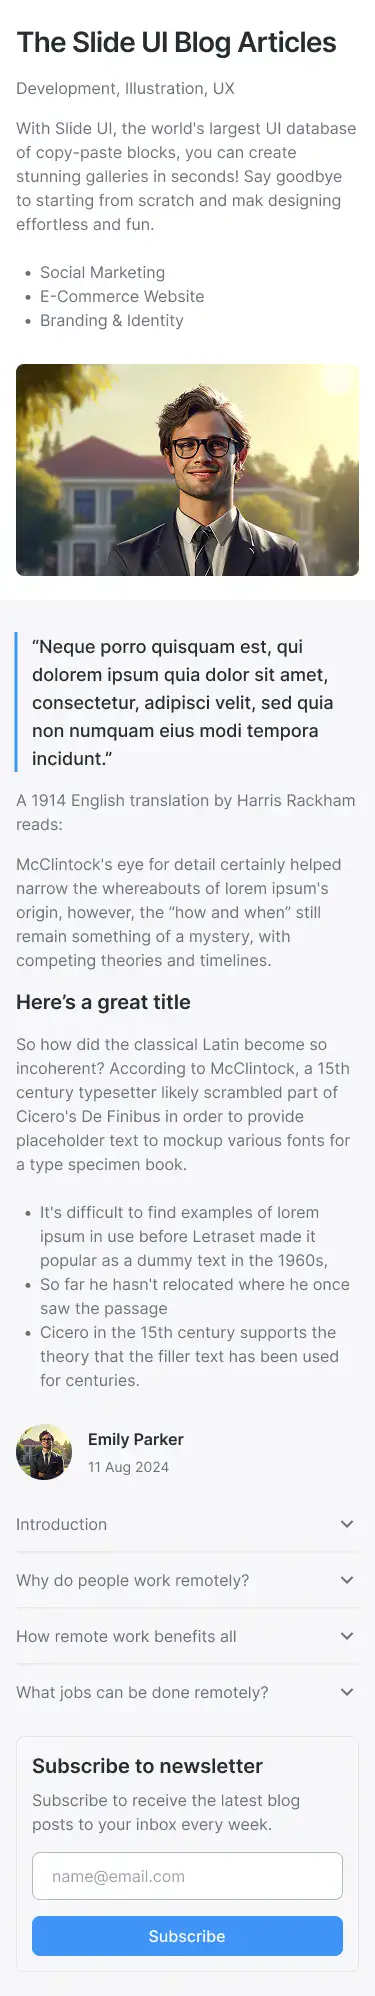 The Slide UI Blog Articles
Development, Illustration, UX
With Slide UI, the world's largest UI database
of copy-paste blocks, you can create
stunning galleries in seconds! Say goodbye
to starting from scratch and mak designing
effortless and fun.
• Social Marketing
• E-Commerce Website
• Branding & Identity
“Neque porro quisquam est, qui
dolorem ipsum quia dolor sit amet,
consectetur, adipisci velit, sed quia
non numquam eius modi tempora
incidunt.”
A 1914 English translation by Harris Rackham
reads:
McClintock's eye for detail certainly helped
narrow the whereabouts of lorem ipsum's
origin, however, the “how and when” still
remain something of a mystery, with
competing theories and timelines.
Here’s a great title
So how did the classical Latin become so
incoherent? According to McClintock, a 15th
century typesetter likely scrambled part of
Cicero's De Finibus in order to provide
placeholder text to mockup various fonts for
a type specimen book.
• It's difficult to find examples of lorem
ipsum in use before Letraset made it
popular as a dummy text in the 1960s,
• So far he hasn't relocated where he once
saw the passage
• Cicero in the 15th century supports the
theory that the filler text has been used
for centuries.
Emily Parker
11 Aug 2024
Introduction
Why do people work remotely?
How remote work benefits all
What jobs can be done remotely?
Subscribe to newsletter
Subscribe to receive the latest blog
posts to your inbox every week.
name@email.com
Subscribe